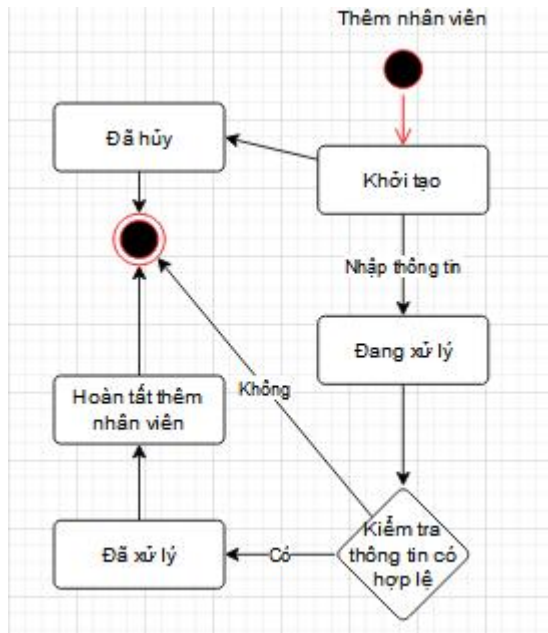 Thêm nhân viên
Đã hủy
Khởi tạo
Nhập thông tin
Đang xử lý
Hoàn tất thêm
nhân viên
Không
Kiểm tra
thông tin có
hợp lệ
Có
Đã xử lý